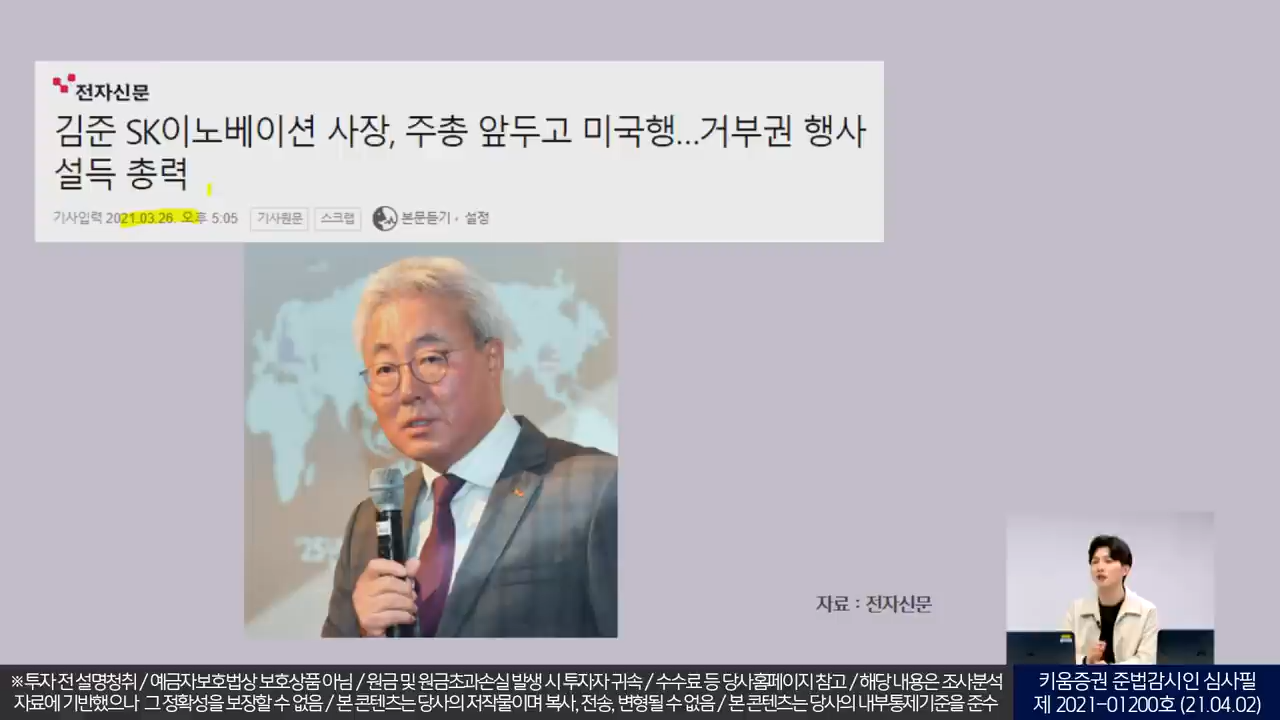 전자신문
김준 SK이노베이션 사장, 주총 앞두고 미국행...거부권 행사
설득 총력
기사입력 2021.03.26. 오후 5:05 기사원문 스크랩 본문듣기 · 설정
자료 : 전자신문
※투자 전 설명청취 / 예금자보호법상 보호상품 아님 / 원금 및 원금초과손실 발생 시 투자자 귀속 / 수수료 등 당사홈페이지 참고 / 해당 내용은 조사분석
자료에 기반했으나 그 정확성을 보장할 수 없음 / 본 콘텐츠는 당사의 저작물이며 복사, 전송, 변형될 수 없음 / 본 콘텐츠는 당사의 내부통제기준을 준수
키움증권 준법감시인 심사필
제 2021-01200호 (21.04.02)